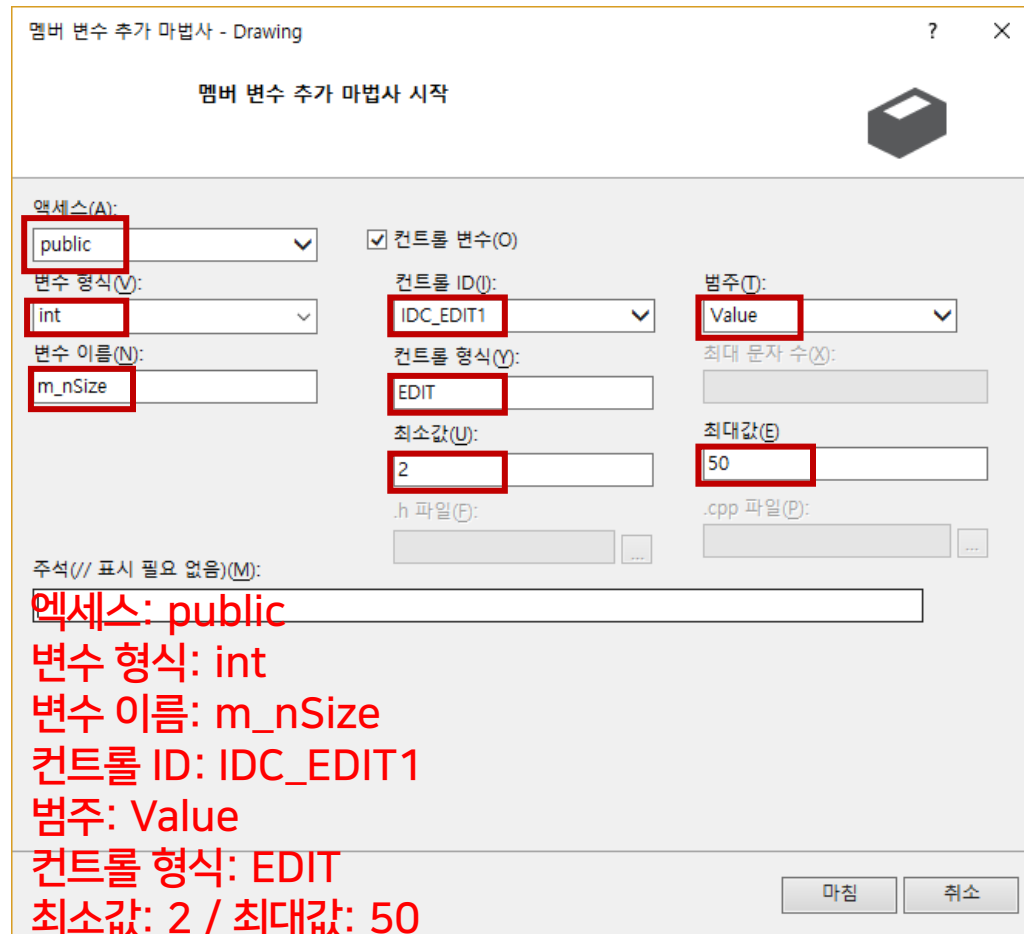 멤버 변수 추가 마법사 - Drawing
?
멤버 변수 추가 마법사 시작
액세스(A):
public
컨트롤 변수(O)
변수 형식(V):
컨트롤 ID(I):
범주(T):
int
IDC_EDIT1
Value
변수 이름(N):
컨트롤 형식(Y):
최대 문자 수(X):
m_nSize
EDIT
최소값(U):
최대값(E)
2
50
.h 파일(F):
.cpp 파일(P):
...
...
주석(// 표시 필요 없음)(M):
엑세스: public
변수 형식: int
변수 이름: m_nSize
컨트롤 ID: IDC_EDIT1
범주: Value
컨트롤 형식: EDIT
최소값: 2 / 최대값: 50
마침
취소